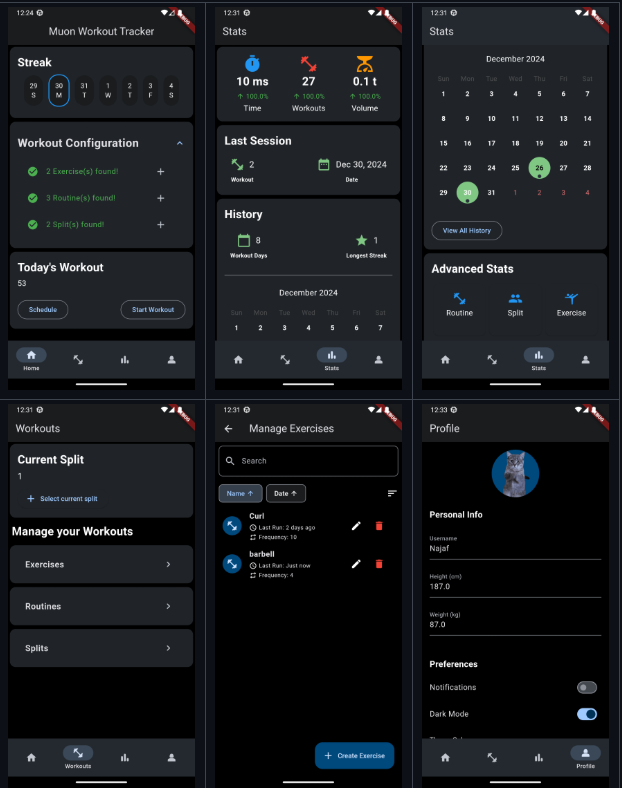 12:24
Muon Workout Tracker
Streak
29 30 31 1 2 3 4
S M T W T F S
Workout Configuration
2 Exercise(s) found!
3 Routine(s) found!
2 Split(s) found!
Today's Workout
53
Schedule Start Workout
Home
12:31
Stats
10 ms 27 0.1 t
↑ 100.0% ↑ 100.0% ↑ 100.0%
Time Workouts Volume
Last Session
2 Dec 30, 2024
Workout Date
History
8 1
Workout Days Longest Streak
December 2024
Sun Mon Tue Wed Thu Fri Sat
1 2 3 4 5 6 7
Stats
12:31
Stats
December 2024
Sun Mon Tue Wed Thu Fri Sat
1 2 3 4 5 6 7
8 9 10 11 12 13 14
15 16 17 18 19 20 21
22 23 24 25 26 27 28
29 30 31 1 2 3 4
View All History
Advanced Stats
Routine Split Exercise
Stats
12:31
Workouts
Current Split
1
+ Select current split
Manage your Workouts
Exercises
Routines
Splits
Workouts
12:31
Manage Exercises
Search
Name ↑ Date ↑
Curl
Last Run: 2 days ago
Frequency: 10
barbell
Last Run: Just now
Frequency: 4
+ Create Exercise
12:33
Profile
Personal Info
Username
Najaf
Height (cm)
187.0
Weight (kg)
87.0
Preferences
Notifications
Dark Mode
Profile